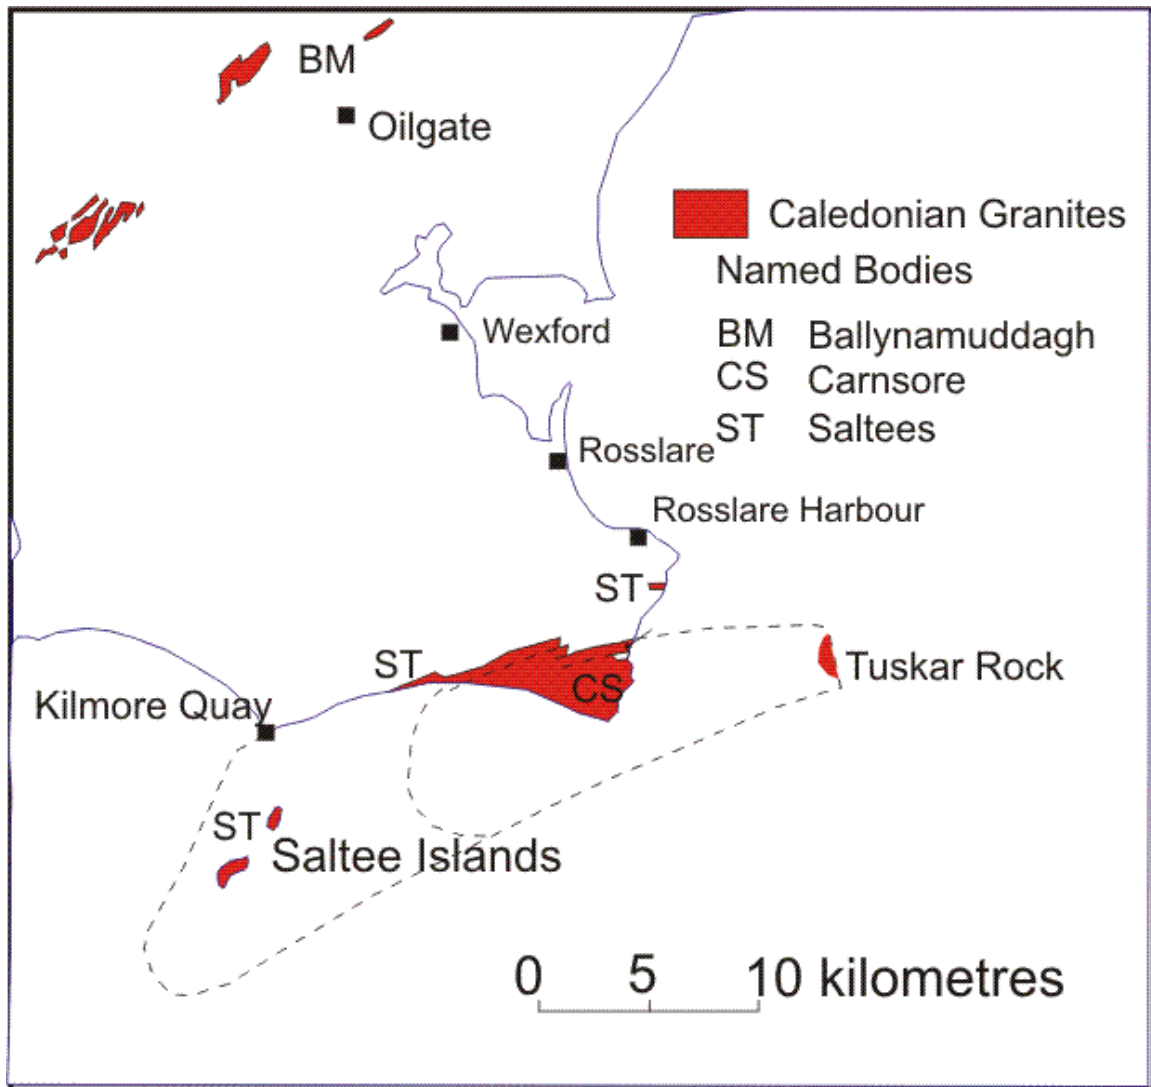 BM
Oilgate
Caledonian Granites
Named Bodies
Wexford
BM Ballynamuddagh
CS Carnsore
ST Saltees
Rosslare
Rosslare Harbour
ST
ST
CS
Tuskar Rock
Kilmore Quay
ST
Saltee Islands
0 5 10 kilometres